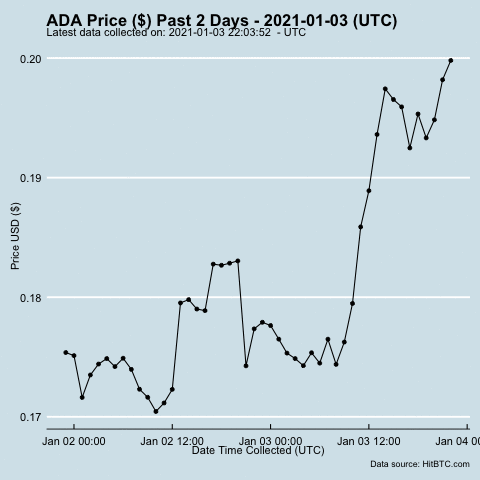 ADA Price ($) Past 2 Days - 2021-01-03 (UTC)
Latest data collected on: 2021-01-03 22:03:52 - UTC
0.20
0.19
0.18
0.17
Price USD ($)
Jan 02 00:00 Jan 02 12:00 Jan 03 00:00 Jan 03 12:00 Jan 04 0
Date Time Collected (UTC)
Data source: HitBTC.com